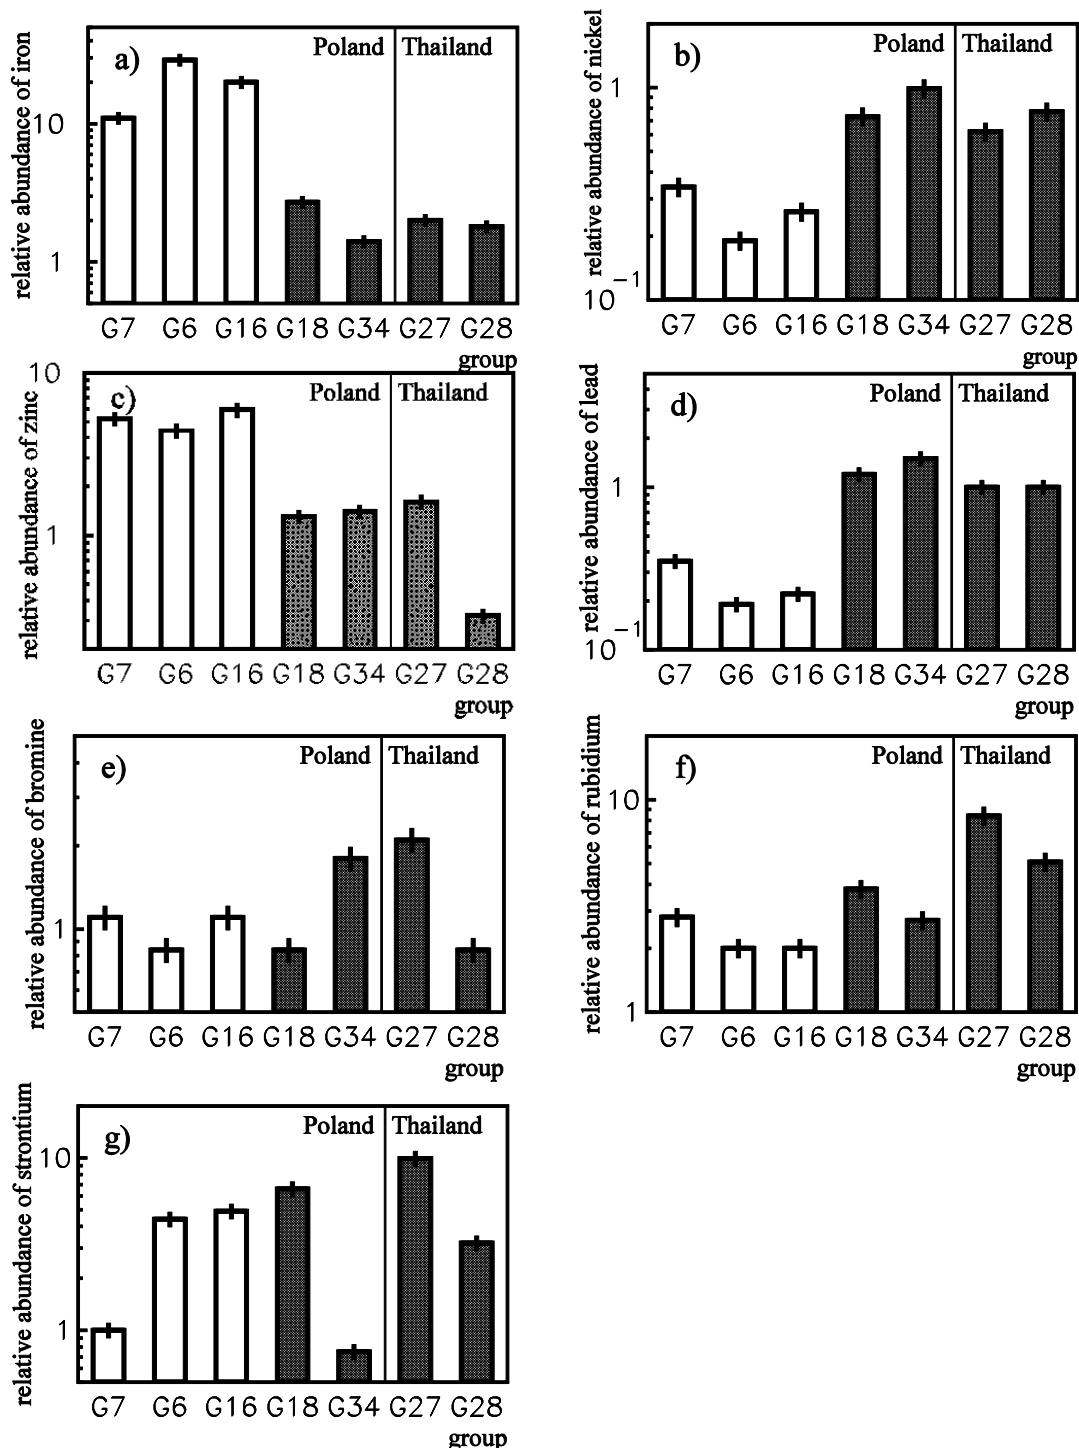 relative abundance of iron
a)
Poland
Thailand
10
1
G7 G6 G16 G18 G34 G27 G28
group
relative abundance of nickel
b)
Poland
Thailand
1
10⁻¹
G7 G6 G16 G18 G34 G27 G28
group
relative abundance of zinc
c)
Poland
Thailand
10
1
G7 G6 G16 G18 G34 G27 G28
group
relative abundance of lead
d)
Poland
Thailand
1
10⁻¹
G7 G6 G16 G18 G34 G27 G28
group
relative abundance of bromine
e)
Poland
Thailand
1
G7 G6 G16 G18 G34 G27 G28
group
relative abundance of rubidium
f)
Poland
Thailand
10
1
G7 G6 G16 G18 G34 G27 G28
group
relative abundance of strontium
g)
Poland
Thailand
10
1
G7 G6 G16 G18 G34 G27 G28
group